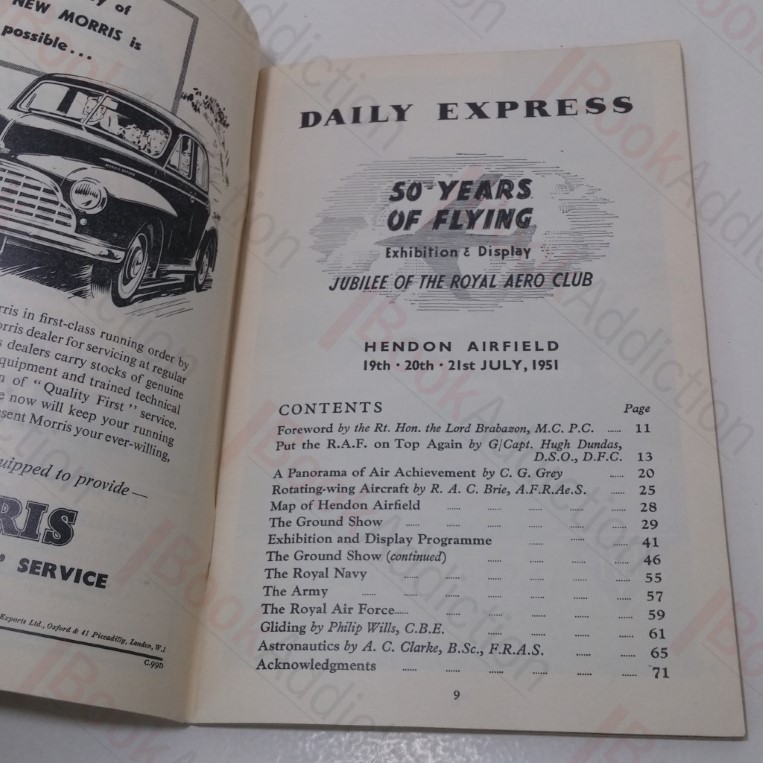 y of
NEW MORRIS is
possible...
rris in first-class running order by
orris dealer for servicing at regular
s dealers carry stocks of genuine
equipment and trained technical
n of "Quality First" service.
e now will keep your running
esent Morris your ever-willing,
uipped to provide—
RIS
' SERVICE
Exports Ltd., Oxford & 41 Piccadilly, London, W.1
C.99D
DAILY EXPRESS
50 YEARS
OF FLYING
Exhibition & Display
JUBILEE OF THE ROYAL AERO CLUB
HENDON AIRFIELD
19th · 20th · 21st JULY, 1951
CONTENTS Page
Foreword by the Rt. Hon. the Lord Brabazon, M.C. P.C. ..... 11
Put the R.A.F. on Top Again by G/Capt. Hugh Dundas,
D.S.O., D.F.C. 13
A Panorama of Air Achievement by C. G. Grey ...... 20
Rotating-wing Aircraft by R. A. C. Brie, A.F.R.Ae.S. ...... 25
Map of Hendon Airfield ...... ...... ...... ...... 28
The Ground Show ...... ...... ...... ...... ...... 29
Exhibition and Display Programme ...... ...... ...... 41
The Ground Show (continued) ...... ...... ...... ...... 46
The Royal Navy ...... ...... ...... ...... ...... 55
The Army ...... ...... ...... ...... ...... ...... 57
The Royal Air Force...... ...... ...... ...... ...... 59
Gliding by Philip Wills, C.B.E. ...... ...... ...... ...... 61
Astronautics by A. C. Clarke, B.Sc., F.R.A.S. ...... ...... 65
Acknowledgments ...... ...... ...... ...... ...... 71
9
BookAddiction